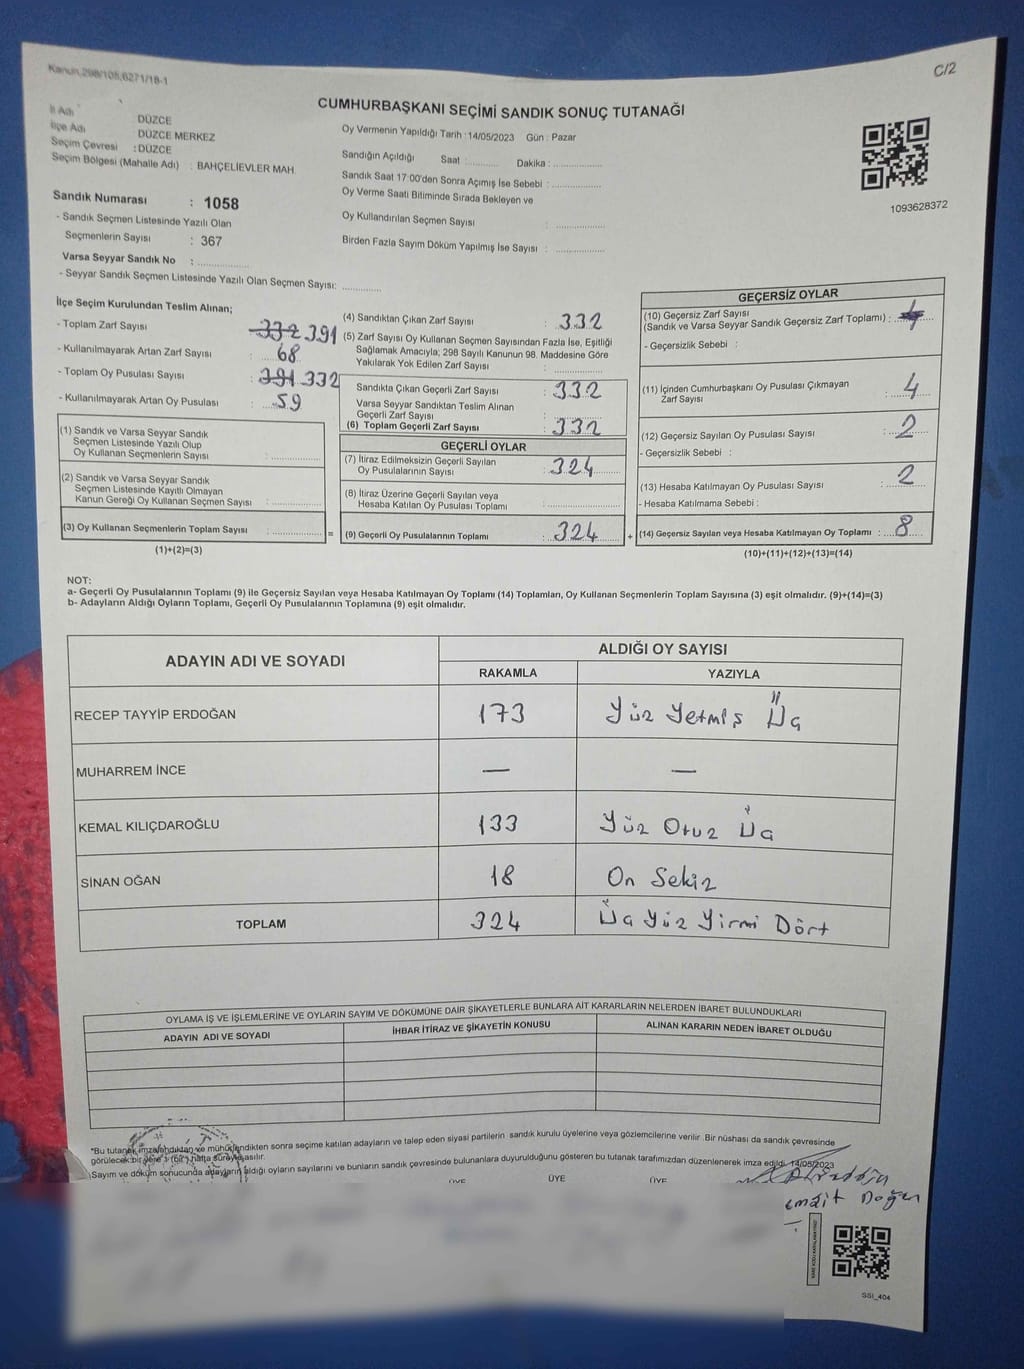 Kanun,298/105,6271/18-1
C/2
CUMHURBAŞKANI SEÇİMİ SANDIK SONUÇ TUTANAĞI
İl Adı DÜZCE
İlçe Adı DÜZCE MERKEZ
Seçim Çevresi : DÜZCE
Seçim Bölgesi (Mahalle Adı) : BAHÇELİEVLER MAH.
Oy Vermenin Yapıldığı Tarih : 14/05/2023 Gün : Pazar
Sandığın Açıldığı Saat : Dakika :
Sandık Saat 17:00'den Sonra Açımış İse Sebebi :
Oy Verme Saati Bitiminde Sırada Bekleyen ve
Oy Kullandırılan Seçmen Sayısı :
Birden Fazla Sayım Döküm Yapılmış İse Sayısı :
1093628372
Sandık Numarası : 1058
- Sandık Seçmen Listesinde Yazılı Olan
Seçmenlerin Sayısı : 367
Varsa Seyyar Sandık No :
- Seyyar Sandık Seçmen Listesinde Yazılı Olan Seçmen Sayısı:
İlçe Seçim Kurulundan Teslim Alınan;
- Toplam Zarf Sayısı : 332 391
- Kullanılmayarak Artan Zarf Sayısı : 68
- Toplam Oy Pusulası Sayısı : 391 332
- Kullanılmayarak Artan Oy Pusulası : 59
(1) Sandık ve Varsa Seyyar Sandık
Seçmen Listesinde Yazılı Olup
Oy Kullanan Seçmenlerin Sayısı :
(2) Sandık ve Varsa Seyyar Sandık
Seçmen Listesinde Kayıtlı Olmayan
Kanun Gereği Oy Kullanan Seçmen Sayısı :
(3) Oy Kullanan Seçmenlerin Toplam Sayısı :
(1)+(2)=(3)
(4) Sandıktan Çıkan Zarf Sayısı : 332
(5) Zarf Sayısı Oy Kullanan Seçmen Sayısından Fazla İse, Eşitliği
Sağlamak Amacıyla; 298 Sayılı Kanunun 98. Maddesine Göre
Yakılarak Yok Edilen Zarf Sayısı :
Sandıkta Çıkan Geçerli Zarf Sayısı : 332
Varsa Seyyar Sandıktan Teslim Alınan
Geçerli Zarf Sayısı :
(6) Toplam Geçerli Zarf Sayısı : 332
GEÇERLİ OYLAR
(7) İtiraz Edilmeksizin Geçerli Sayılan
Oy Pusulalarının Sayısı : 324
(8) İtiraz Üzerine Geçerli Sayılan veya
Hesaba Katılan Oy Pusulası Toplamı :
= (9) Geçerli Oy Pusulalarının Toplamı : 324
GEÇERSİZ OYLAR
(10) Geçersiz Zarf Sayısı
(Sandık ve Varsa Seyyar Sandık Geçersiz Zarf Toplamı) :
- Geçersizlik Sebebi :
(11) İçinden Cumhurbaşkanı Oy Pusulası Çıkmayan
Zarf Sayısı : 4
(12) Geçersiz Sayılan Oy Pusulası Sayısı : 2
- Geçersizlik Sebebi :
(13) Hesaba Katılmayan Oy Pusulası Sayısı : 2
- Hesaba Katılmama Sebebi :
+ (14) Geçersiz Sayılan veya Hesaba Katılmayan Oy Toplamı : 8
(10)+(11)+(12)+(13)=(14)
NOT:
a- Geçerli Oy Pusulalarının Toplamı (9) ile Geçersiz Sayılan veya Hesaba Katılmayan Oy Toplamı (14) Toplamları, Oy Kullanan Seçmenlerin Toplam Sayısına (3) eşit olmalıdır. (9)+(14)=(3)
b- Adayların Aldığı Oyların Toplamı, Geçerli Oy Pusulalarının Toplamına (9) eşit olmalıdır.
ADAYIN ADI VE SOYADI ALDIĞI OY SAYISI
RAKAMLA YAZIYLA
RECEP TAYYİP ERDOĞAN 173 Yüz Yetmiş Üç
MUHARREM İNCE — —
KEMAL KILIÇDAROĞLU 133 Yüz Otuz Üç
SİNAN OĞAN 18 On Sekiz
TOPLAM 324 Üç Yüz Yirmi Dört
OYLAMA İŞ VE İŞLEMLERİNE VE OYLARIN SAYIM VE DÖKÜMÜNE DAİR ŞİKAYETLERLE BUNLARA AİT KARARLARIN NELERDEN İBARET BULUNDUKLARI
ADAYIN ADI VE SOYADI İHBAR İTİRAZ VE ŞİKAYETİN KONUSU ALINAN KARARIN NEDEN İBARET OLDUĞU
*Bu tutanak imzalandıktan ve mühürlendikten sonra seçime katılan adayların ve talep eden siyasi partilerin sandık kurulu üyelerine veya gözlemcilerine verilir. Bir nüshası da sandık çevresinde
görülecek bir yere 1 (bir) hafta süreyle asılır.
Sayım ve döküm sonucunda adayların aldığı oyların sayılarını ve bunların sandık çevresinde bulunanlara duyurulduğunu gösteren bu tutanak tarafımızdan düzenlenerek imza edildi. 14/05/2023
ÜYE ÜYE ÜYE
Doğan
SSI_404